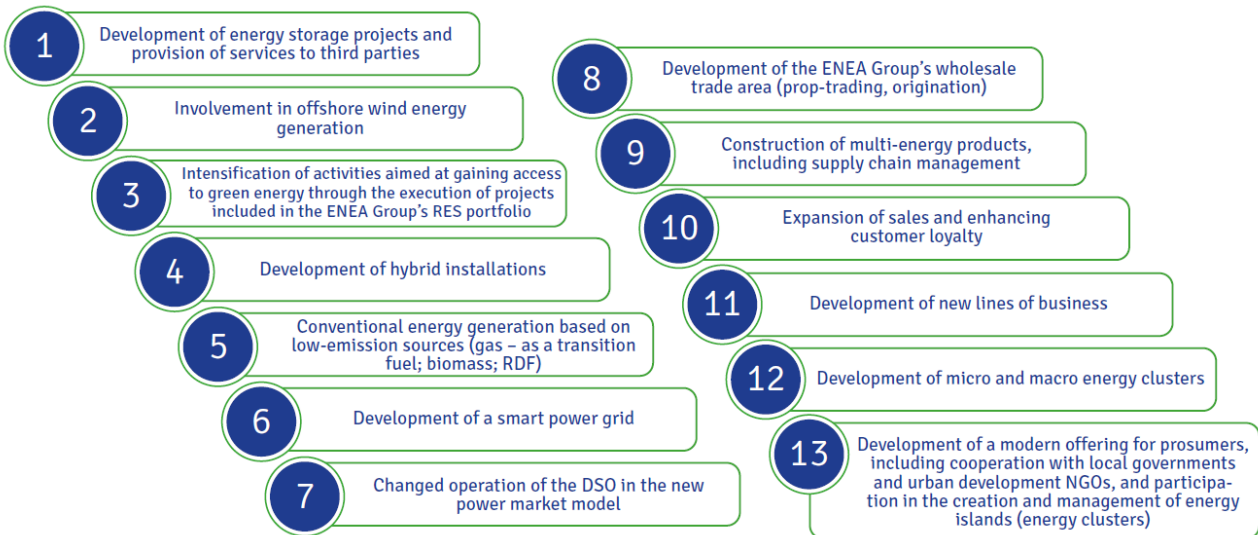 1
Development of energy storage projects and
provision of services to third parties
2
Involvement in offshore wind energy
generation
3
Intensification of activities aimed at gaining access
to green energy through the execution of projects
included in the ENEA Group's RES portfolio
4
Development of hybrid installations
5
Conventional energy generation based on
low-emission sources (gas – as a transition
fuel; biomass; RDF)
6
Development of a smart power grid
7
Changed operation of the DSO in the new
power market model
8
Development of the ENEA Group's wholesale
trade area (prop-trading, origination)
9
Construction of multi-energy products,
including supply chain management
10
Expansion of sales and enhancing
customer loyalty
11
Development of new lines of business
12
Development of micro and macro energy clusters
13
Development of a modern offering for prosumers,
including cooperation with local governments
and urban development NGOs, and participa-
tion in the creation and management of energy
islands (energy clusters)